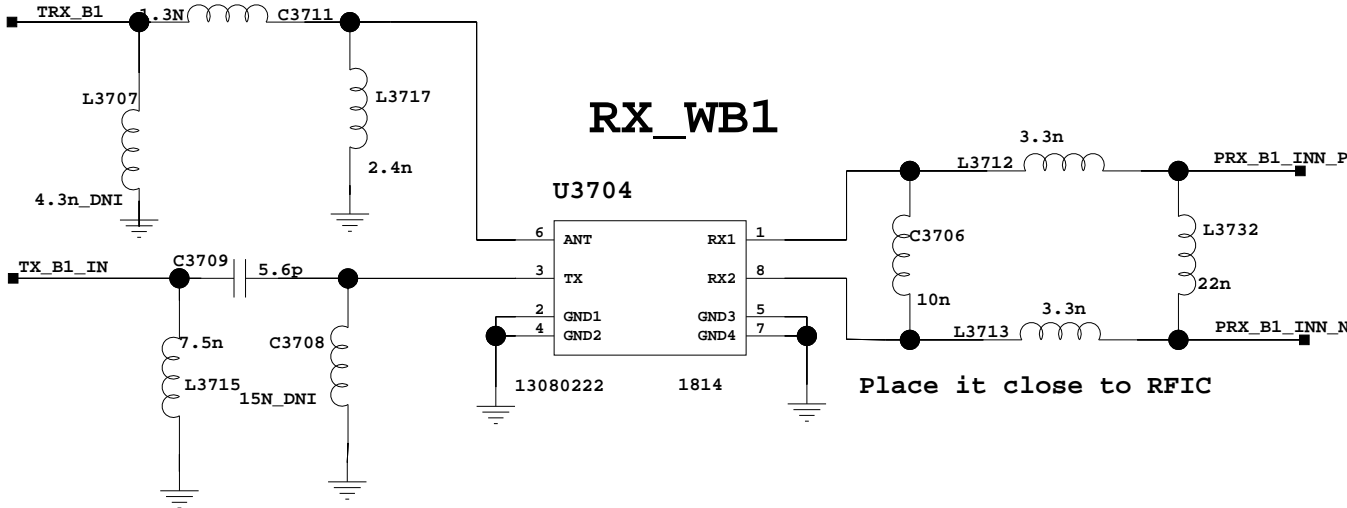 TRX_B1
1.3N
C3711
L3707
L3717
4.3n_DNI
2.4n
RX_WB1
U3704
3.3n
L3712
PRX_B1_INN_P
6
ANT
RX1
1
C3706
L3732
TX_B1_IN
C3709
5.6p
3
TX
RX2
8
10n
22n
2
GND1
GND3
5
4
GND2
GND4
7
3.3n
L3713
PRX_B1_INN_N
7.5n
C3708
L3715
15N_DNI
13080222
1814
Place it close to RFIC